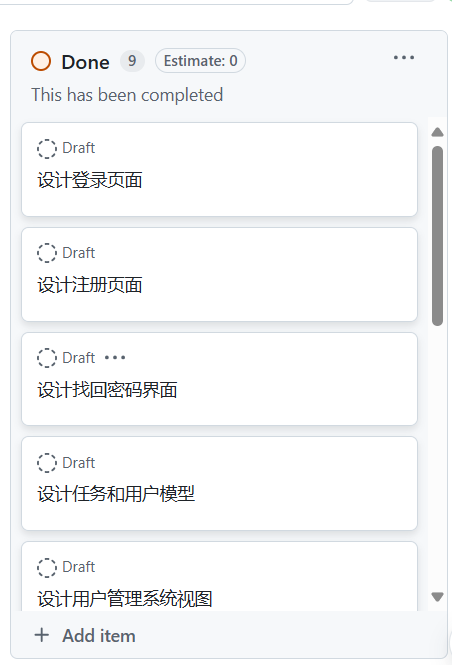 Done 9 Estimate: 0 ...
This has been completed
Draft
设计登录页面
Draft
设计注册页面
Draft ...
设计找回密码界面
Draft
设计任务和用户模型
Draft
设计用户管理系统视图
+ Add item